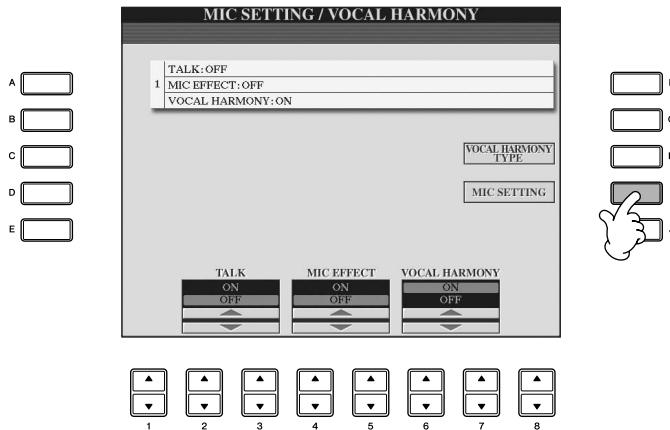 MIC SETTING / VOCAL HARMONY
TALK:OFF
1 MIC EFFECT:OFF
VOCAL HARMONY:ON
A
B
C
D
E
VOCAL HARMONY
TYPE
MIC SETTING
TALK MIC EFFECT VOCAL HARMONY
ON ON ON
OFF OFF OFF
1 2 3 4 5 6 7 8